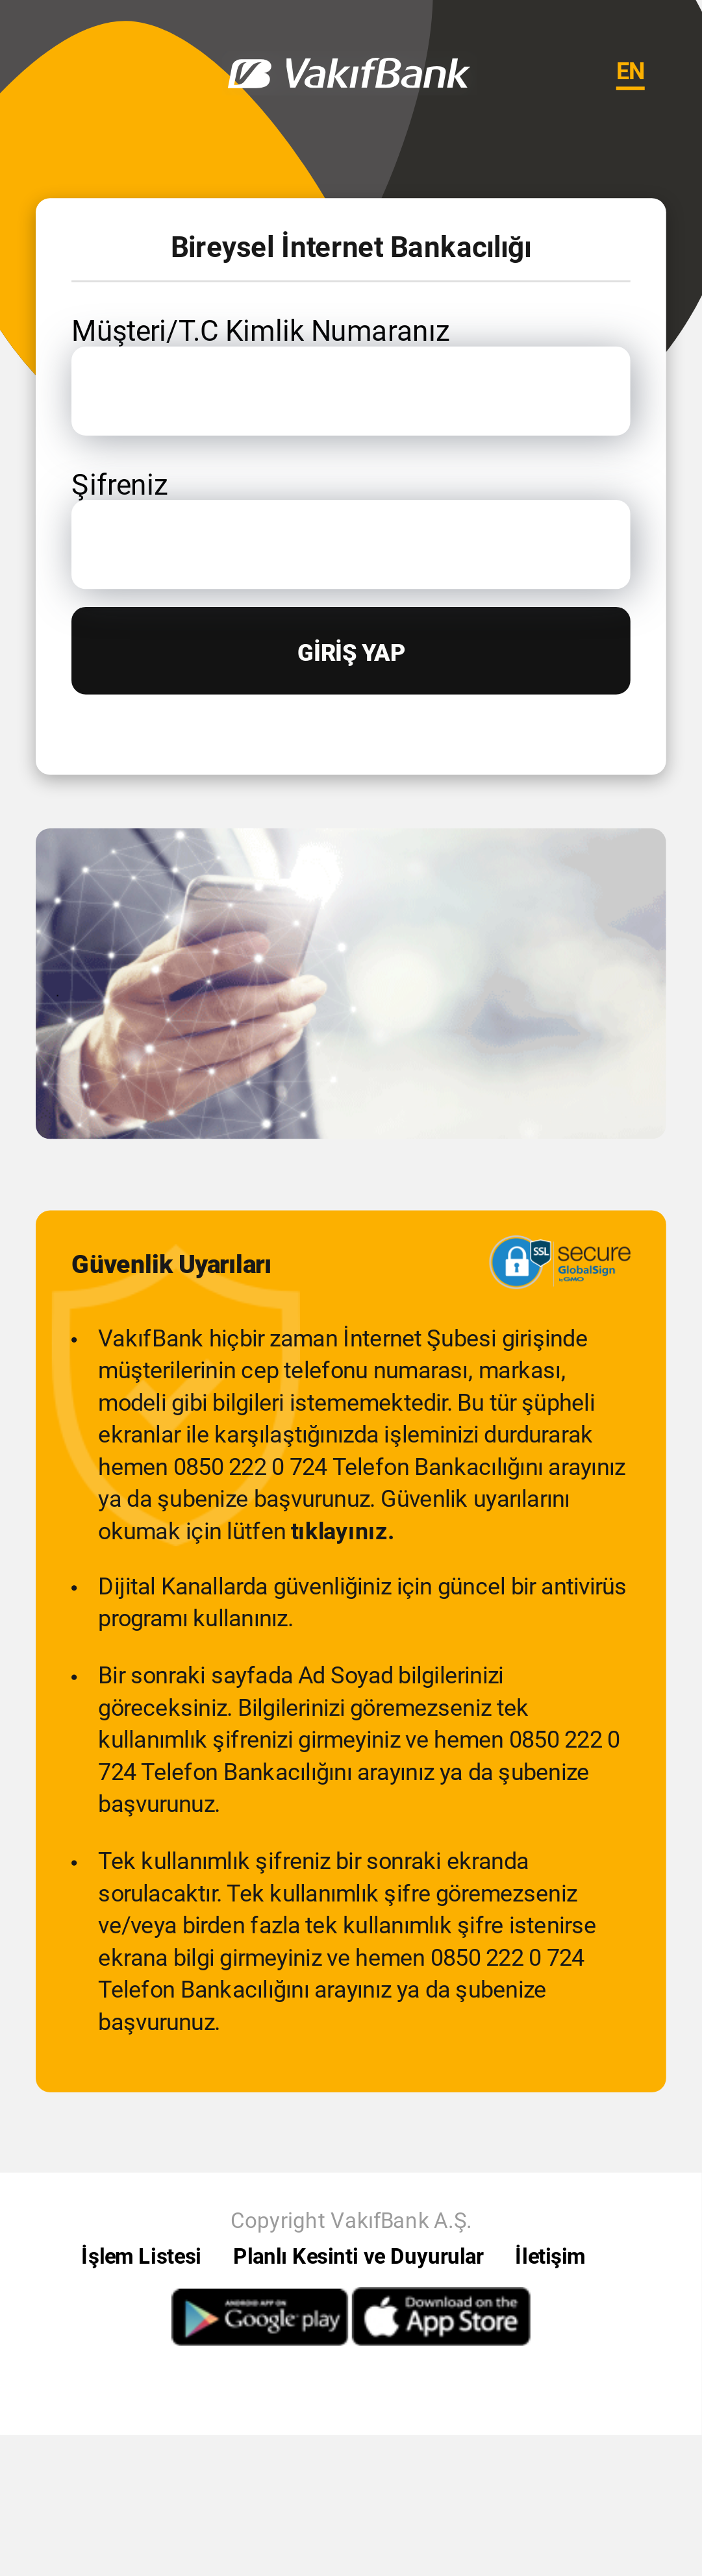 VakıfBank
EN
Bireysel İnternet Bankacılığı
Müşteri/T.C Kimlik Numaranız
Şifreniz
GİRİŞ YAP
Güvenlik Uyarıları
SSL
secure
GlobalSign
by GMO
• VakıfBank hiçbir zaman İnternet Şubesi girişinde
müşterilerinin cep telefonu numarası, markası,
modeli gibi bilgileri istememektedir. Bu tür şüpheli
ekranlar ile karşılaştığınızda işleminizi durdurarak
hemen 0850 222 0 724 Telefon Bankacılığını arayınız
ya da şubenize başvurunuz. Güvenlik uyarılarını
okumak için lütfen tıklayınız.
• Dijital Kanallarda güvenliğiniz için güncel bir antivirüs
programı kullanınız.
• Bir sonraki sayfada Ad Soyad bilgilerinizi
göreceksiniz. Bilgilerinizi göremezseniz tek
kullanımlık şifrenizi girmeyiniz ve hemen 0850 222 0
724 Telefon Bankacılığını arayınız ya da şubenize
başvurunuz.
• Tek kullanımlık şifreniz bir sonraki ekranda
sorulacaktır. Tek kullanımlık şifre göremezseniz
ve/veya birden fazla tek kullanımlık şifre istenirse
ekrana bilgi girmeyiniz ve hemen 0850 222 0 724
Telefon Bankacılığını arayınız ya da şubenize
başvurunuz.
Copyright VakıfBank A.Ş.
İşlem Listesi Planlı Kesinti ve Duyurular İletişim
ANDROID APP ON
Google play
Download on the
App Store